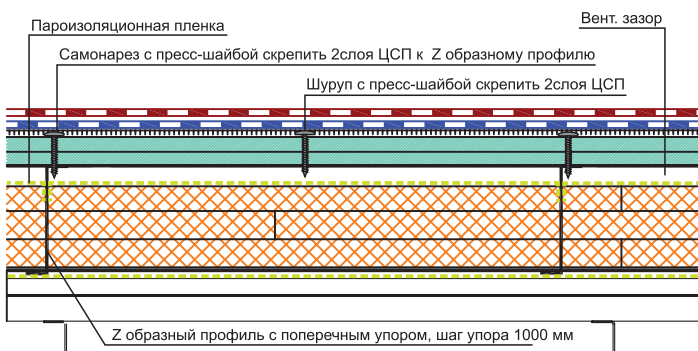 Пароизоляционная пленка
Вент. зазор
Самонарез с пресс-шайбой скрепить 2слоя ЦСП к Z образному профилю
Шуруп с пресс-шайбой скрепить 2слоя ЦСП
Z образный профиль с поперечным упором, шаг упора 1000 мм